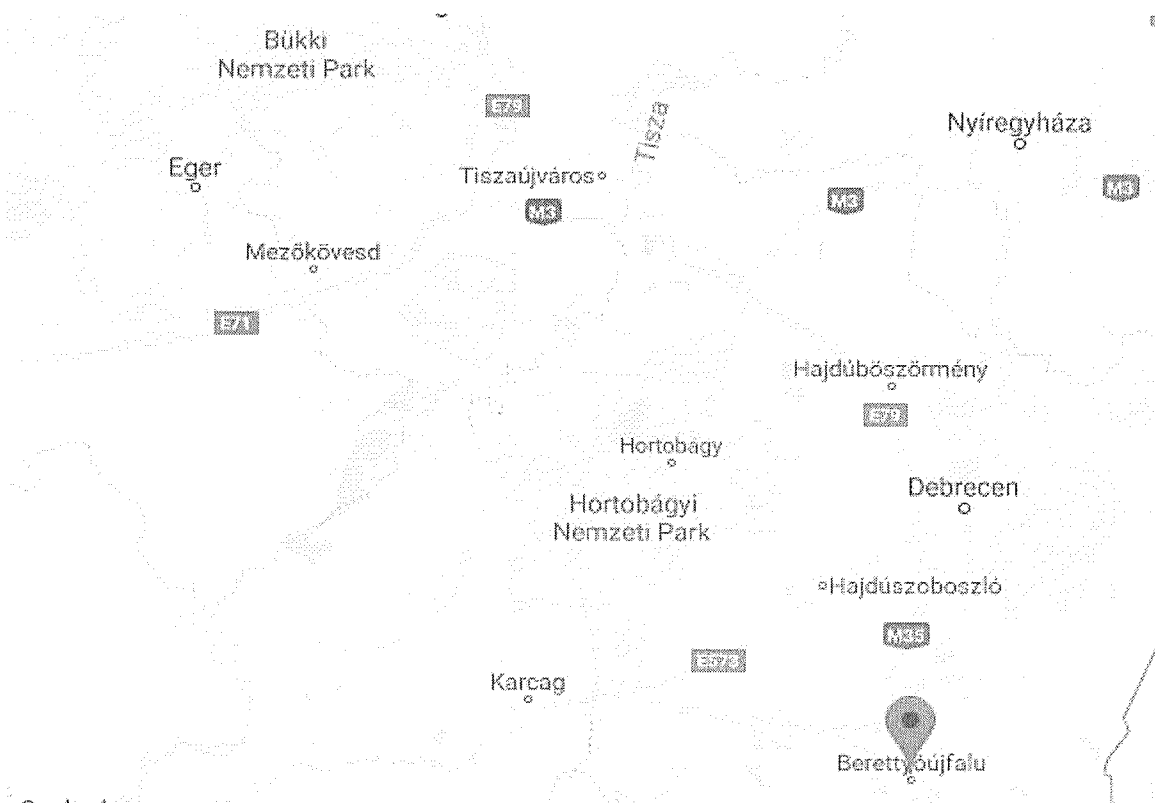 Bükki
Nemzeti Park
E79
Tisza
Nyíregyháza
Eger
Tiszaújváros
M3
M3
M3
Mezőkövesd
E71
Hajdúböszörmény
E79
Hortobágy
Debrecen
Hortobágyi
Nemzeti Park
Hajdúszoboszló
M35
E573
Karcag
Berettyóújfalu